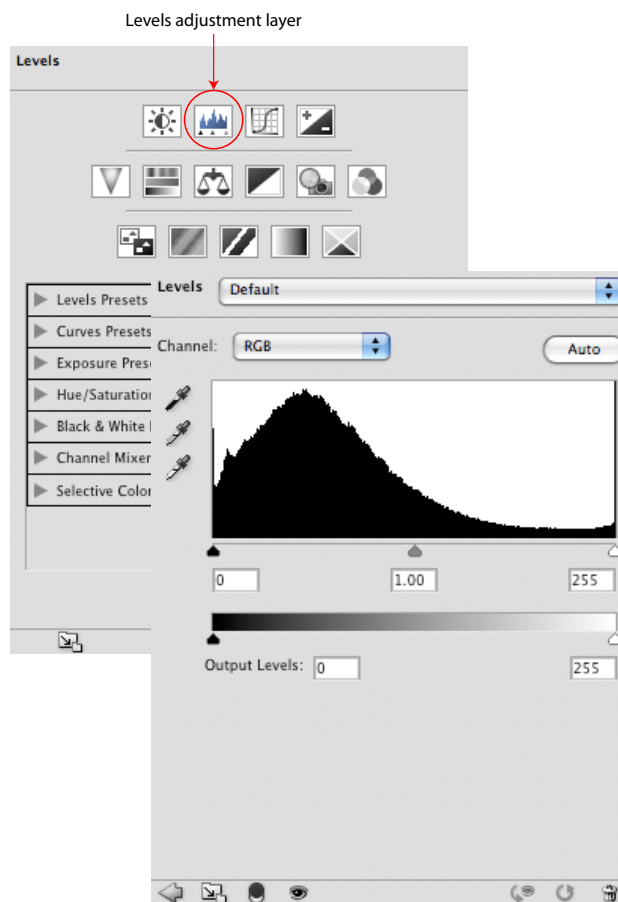 Levels adjustment layer
Levels
Levels Presets
Curves Presets
Exposure Pres
Hue/Saturation
Black & White
Channel Mixer
Selective Color
Levels Default
Channel: RGB Auto
0 1.00 255
Output Levels: 0 255